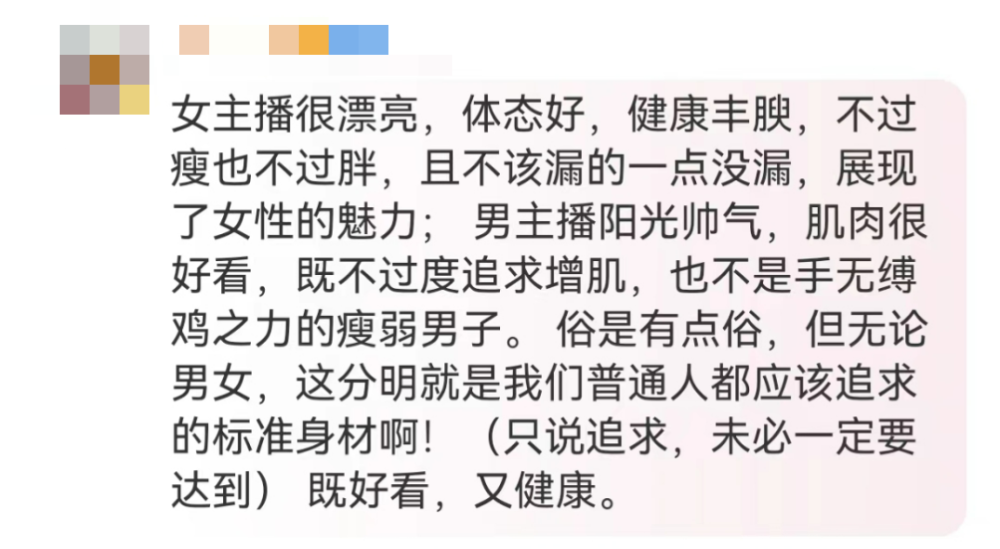 女主播很漂亮，体态好，健康丰腴，不过
瘦也不过胖，且不该漏的一点没漏，展现
了女性的魅力； 男主播阳光帅气，肌肉很
好看，既不过度追求增肌，也不是手无缚
鸡之力的瘦弱男子。 俗是有点俗，但无论
男女，这分明就是我们普通人都应该追求
的标准身材啊！（只说追求，未必一定要
达到） 既好看，又健康。